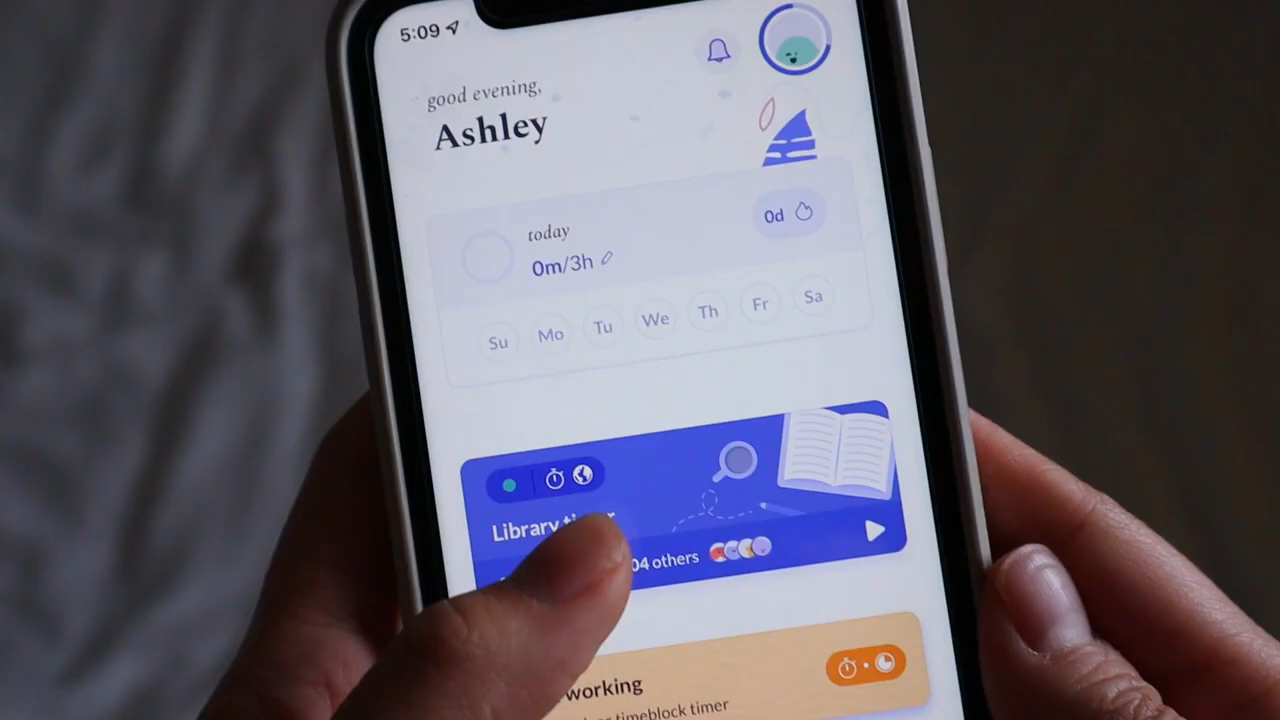 5:09
good evening,
Ashley
today
0m/3h
0d
Su Mo Tu We Th Fr Sa
Library
04 others
working
timeblock timer